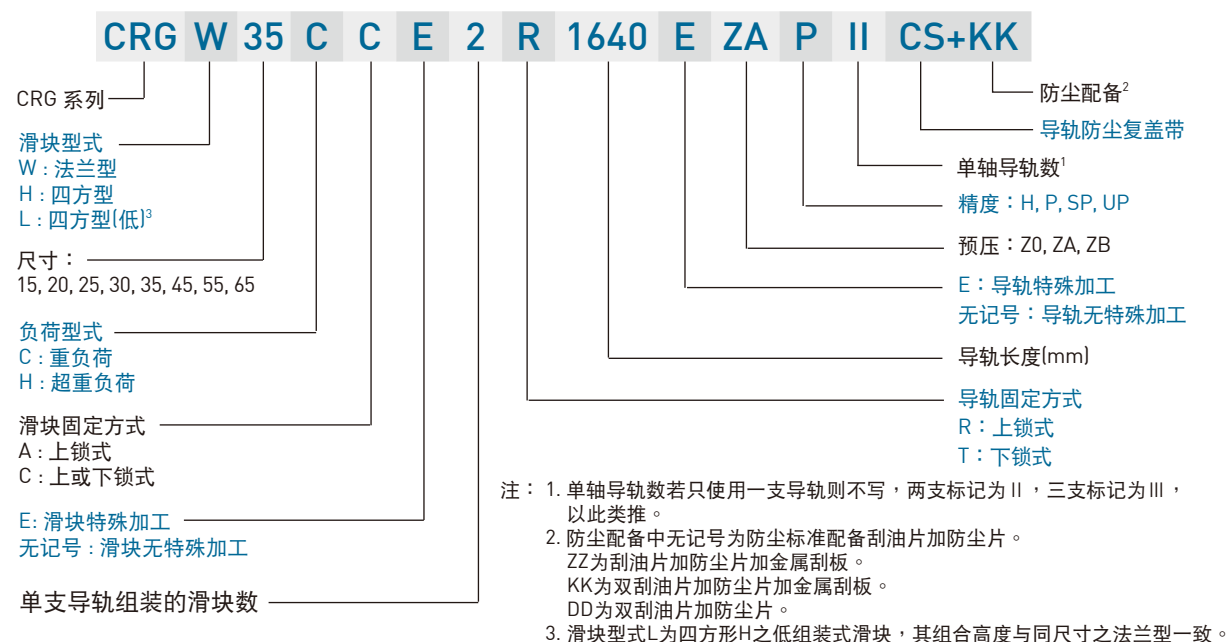 CRG W 35 C C E 2 R 1640 E ZA P II CS+KK
CRG 系列
滑块型式
W : 法兰型
H : 四方型
L : 四方型(低)3
尺寸：
15, 20, 25, 30, 35, 45, 55, 65
负荷型式
C : 重负荷
H : 超重负荷
滑块固定方式
A : 上锁式
C : 上或下锁式
E: 滑块特殊加工
无记号 : 滑块无特殊加工
单支导轨组装的滑块数
防尘配备2
导轨防尘复盖带
单轴导轨数1
精度：H, P, SP, UP
预压：Z0, ZA, ZB
E：导轨特殊加工
无记号：导轨无特殊加工
导轨长度(mm)
导轨固定方式
R：上锁式
T：下锁式
注： 1. 单轴导轨数若只使用一支导轨则不写，两支标记为Ⅱ，三支标记为Ⅲ，
以此类推。
2. 防尘配备中无记号为防尘标准配备刮油片加防尘片。
ZZ为刮油片加防尘片加金属刮板。
KK为双刮油片加防尘片加金属刮板。
DD为双刮油片加防尘片。
3. 滑块型式L为四方形H之低组装式滑块，其组合高度与同尺寸之法兰型一致。